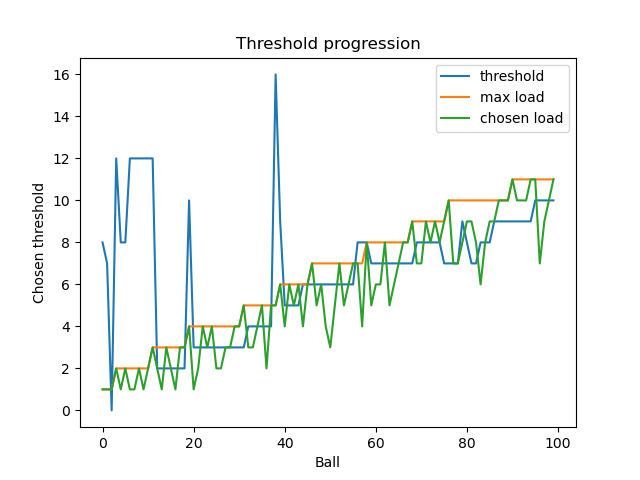 Threshold progression
threshold
max load
chosen load
16
14
12
10
8
6
4
2
0
Chosen threshold
0 20 40 60 80 100
Ball